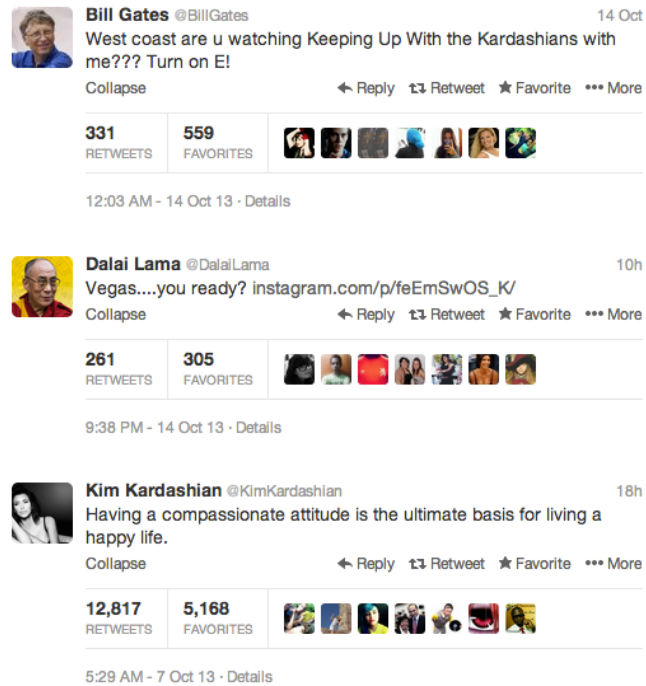 Bill Gates @BillGates 14 Oct
West coast are u watching Keeping Up With the Kardashians with
me??? Turn on E!
Collapse Reply Retweet Favorite More
331 559
RETWEETS FAVORITES
12:03 AM - 14 Oct 13 · Details
Dalai Lama @DalaiLama 10h
Vegas....you ready? instagram.com/p/feEmSwOS_K/
Collapse Reply Retweet Favorite More
261 305
RETWEETS FAVORITES
9:38 PM - 14 Oct 13 · Details
Kim Kardashian @KimKardashian 18h
Having a compassionate attitude is the ultimate basis for living a
happy life.
Collapse Reply Retweet Favorite More
12,817 5,168
RETWEETS FAVORITES
5:29 AM - 7 Oct 13 · Details